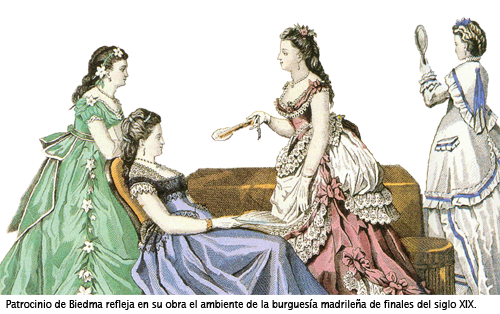 Patrocinio de Biedma refleja en su obra el ambiente de la burguesía madrileña de finales del siglo XIX.